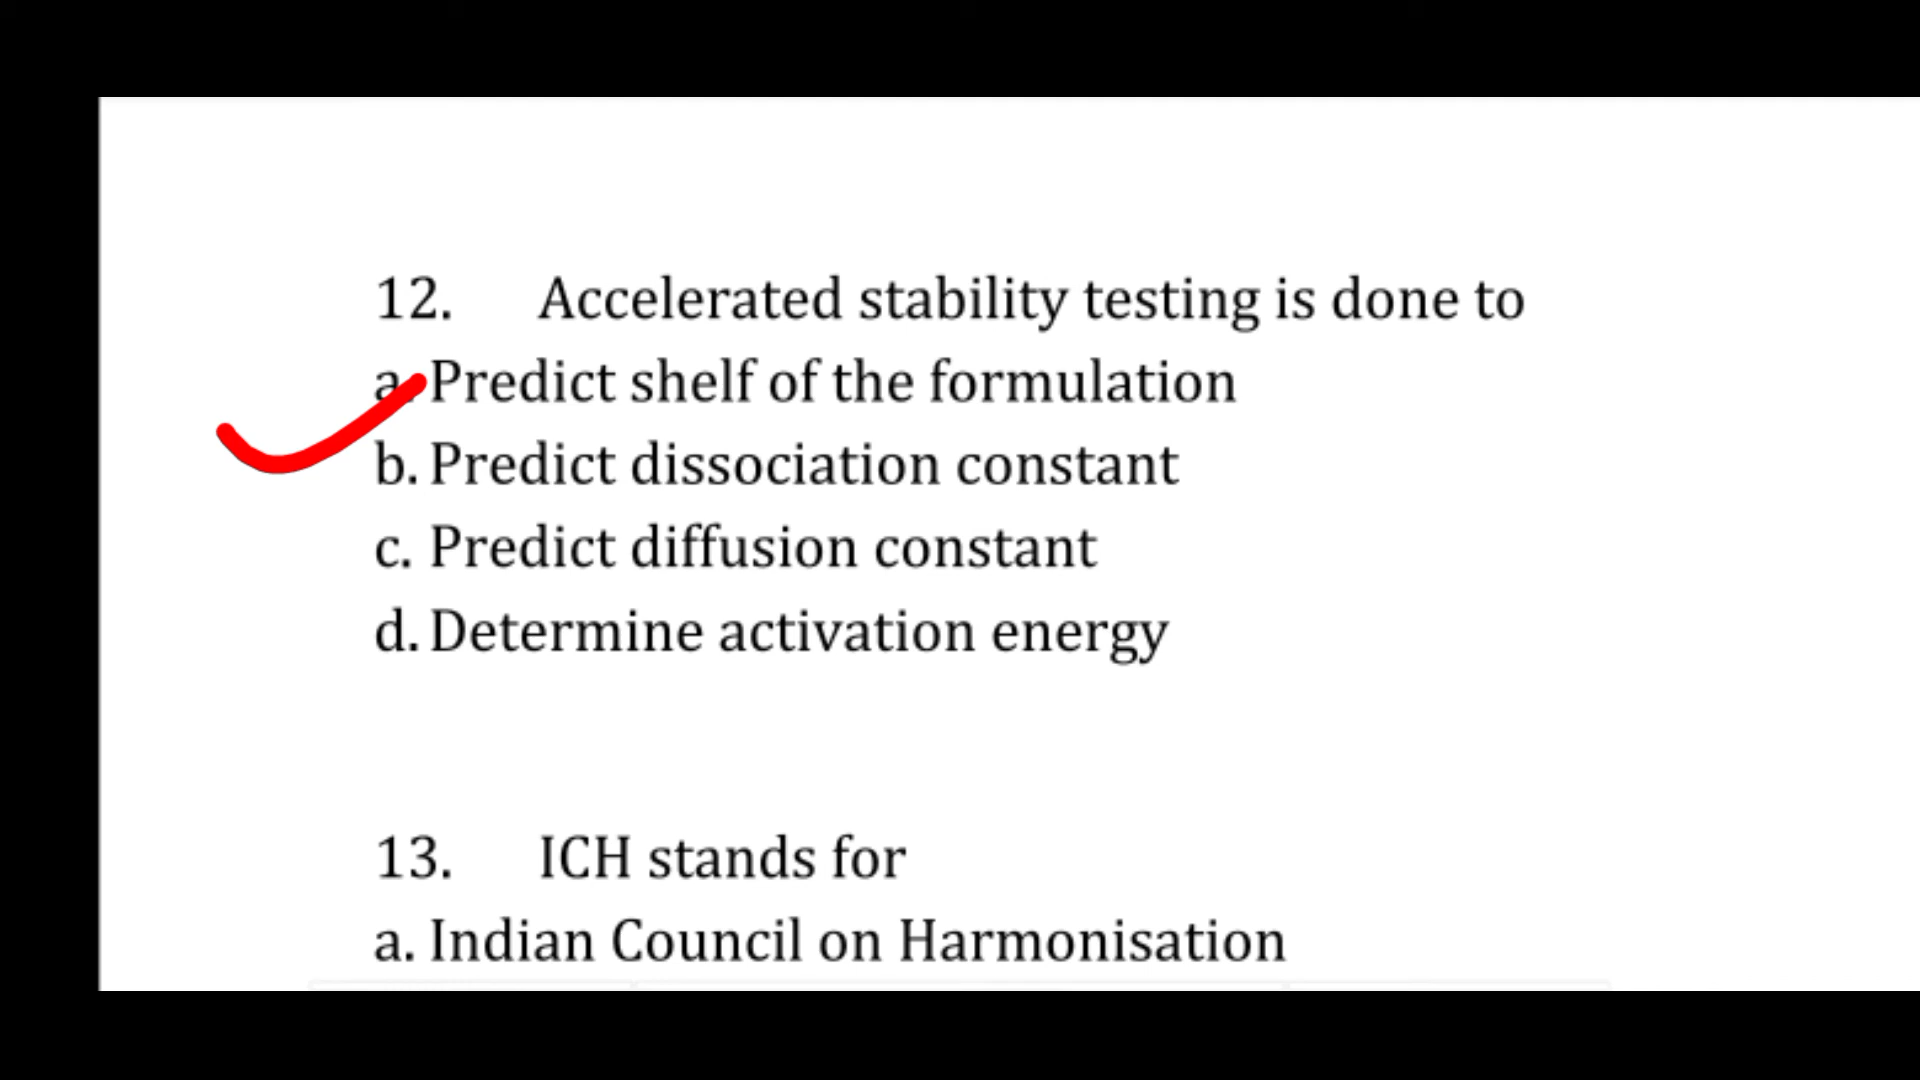 12. Accelerated stability testing is done to
a. Predict shelf of the formulation
b. Predict dissociation constant
c. Predict diffusion constant
d. Determine activation energy
13. ICH stands for
a. Indian Council on Harmonisation